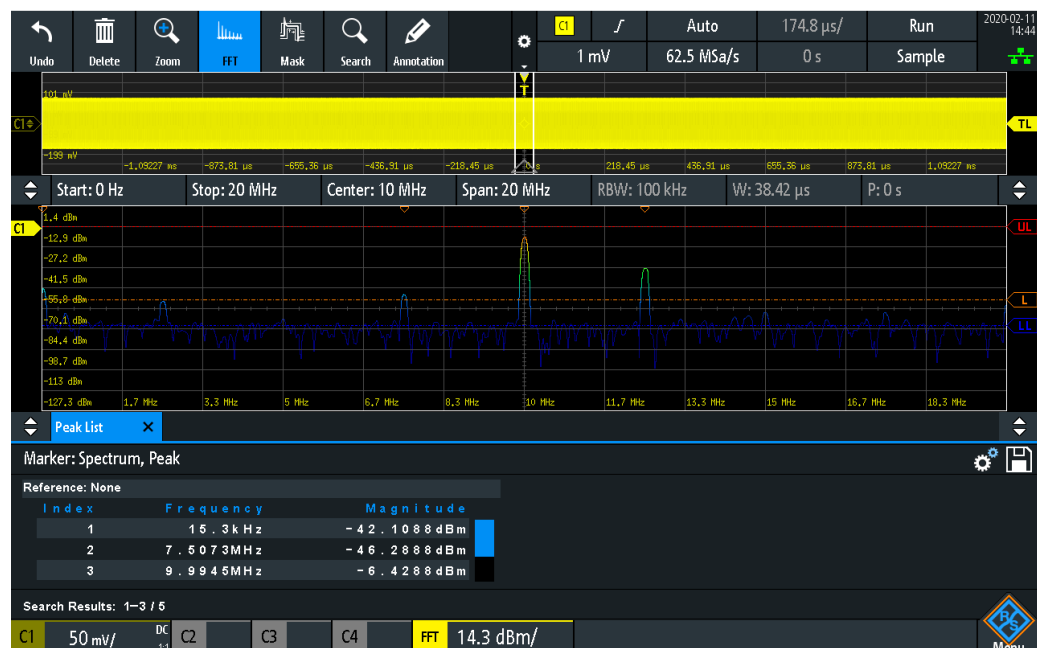 C1 Auto 174.8 µs/ Run 2020-02-11
14:44
Undo Delete Zoom FFT Mask Search Annotation 1 mV 62.5 MSa/s 0 s Sample
T
101 mV
C1 TL
-199 mV
-1.09227 ms -873.81 µs -655.36 µs -436.91 µs -218.45 µs 0 s 218.45 µs 436.91 µs 655.36 µs 873.81 µs 1.09227 ms
Start: 0 Hz Stop: 20 MHz Center: 10 MHz Span: 20 MHz RBW: 100 kHz W: 38.42 µs P: 0 s
1.4 dBm
C1 UL
-12.9 dBm
-27.2 dBm
-41.5 dBm
-55.8 dBm L
-70.1 dBm LL
-84.4 dBm
-98.7 dBm
-113 dBm
-127.3 dBm 1.7 MHz 3.3 MHz 5 MHz 6.7 MHz 8.3 MHz 10 MHz 11.7 MHz 13.3 MHz 15 MHz 16.7 MHz 18.3 MHz
Peak List
Marker: Spectrum, Peak
Reference: None
Index Frequency Magnitude
1 15.3kHz -42.1088dBm
2 7.5073MHz -46.2888dBm
3 9.9945MHz -6.4288dBm
Search Results: 1–3 / 5
C1 50 mV/ DC 1:1 C2 C3 C4 FFT 14.3 dBm/ R&S
Menu